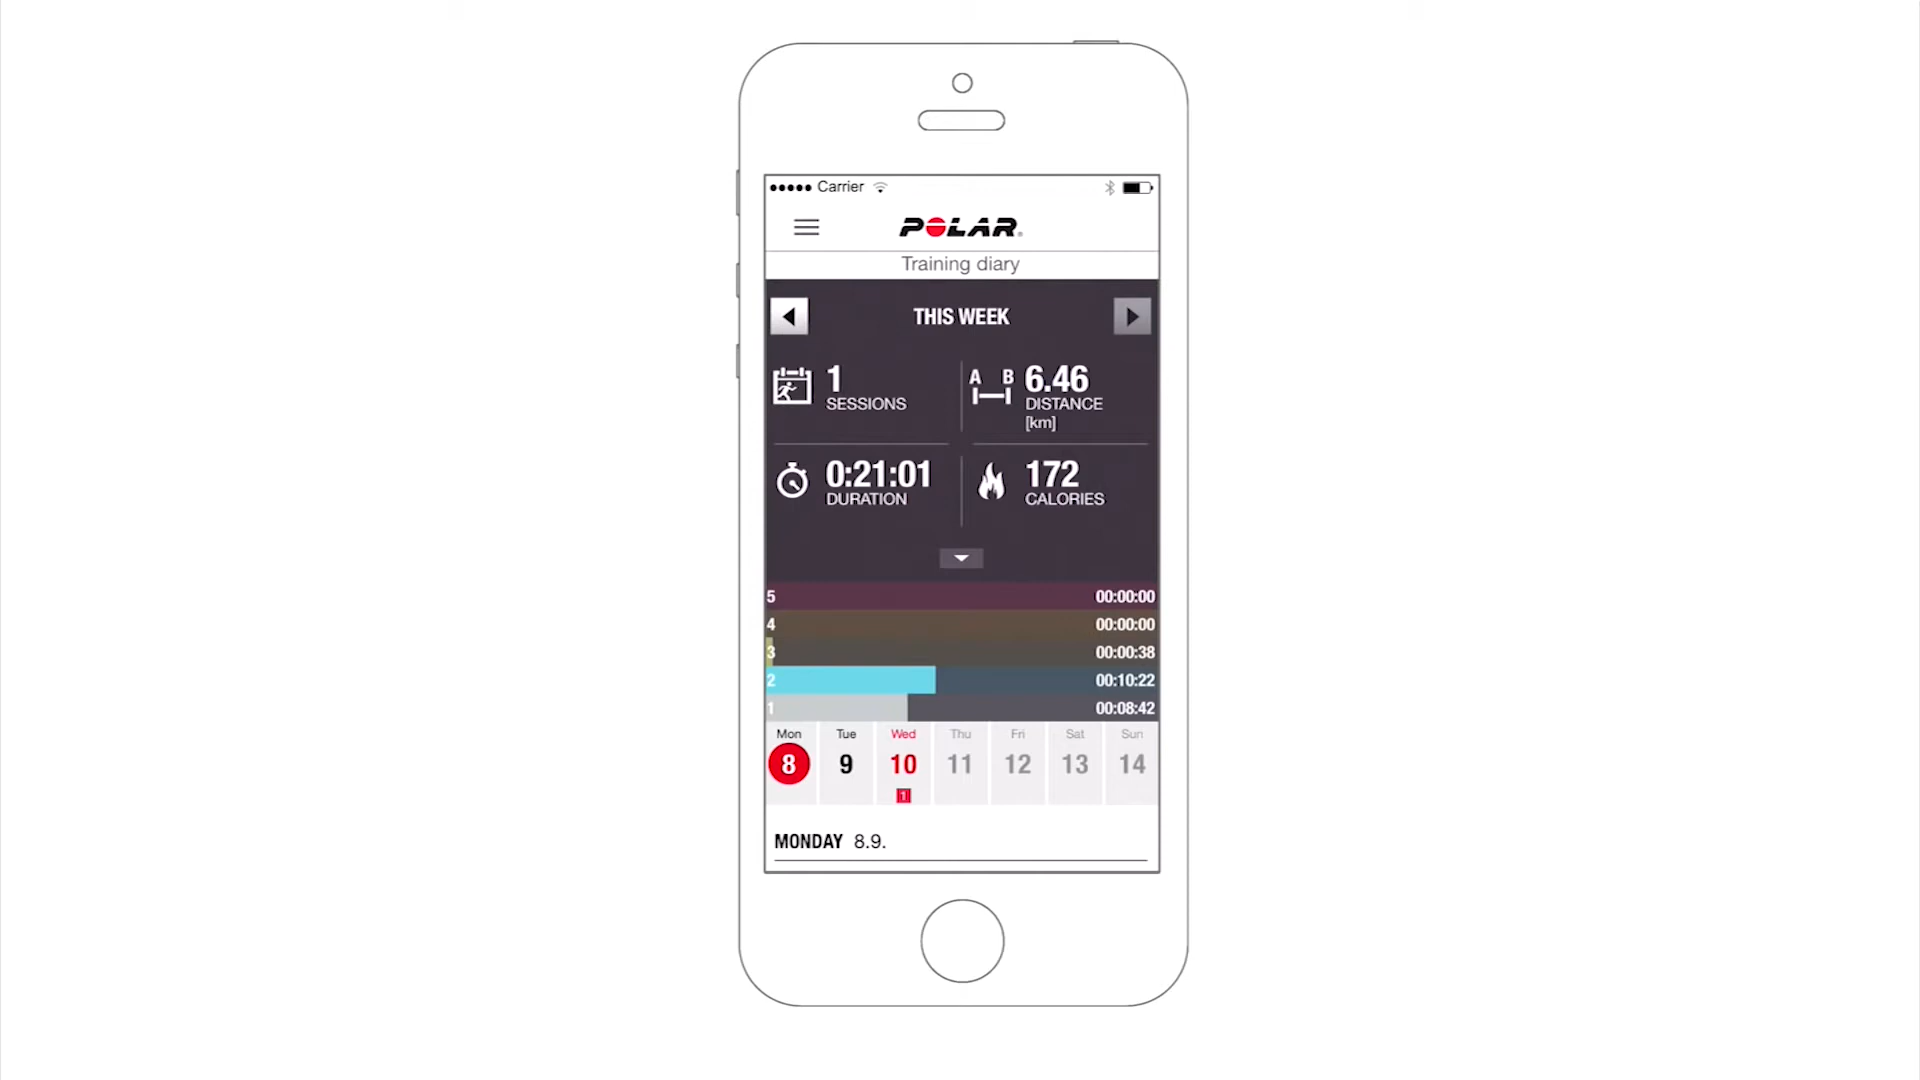 Carrier
POLAR
Training diary
THIS WEEK
1
SESSIONS
A B
6.46
DISTANCE
[km]
0:21:01
DURATION
172
CALORIES
5 00:00:00
4 00:00:00
3 00:00:38
2 00:10:22
1 00:08:42
Mon Tue Wed Thu Fri Sat Sun
8 9 10 11 12 13 14
1
MONDAY 8.9.